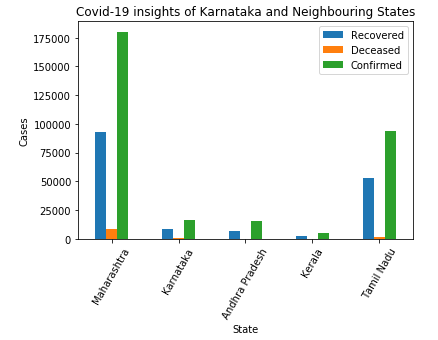 Covid-19 insights of Karnataka and Neighbouring States
Recovered
Deceased
Confirmed
175000
150000
125000
100000
75000
50000
25000
0
Cases
Maharashtra
Karnataka
Andhra Pradesh
Kerala
Tamil Nadu
State